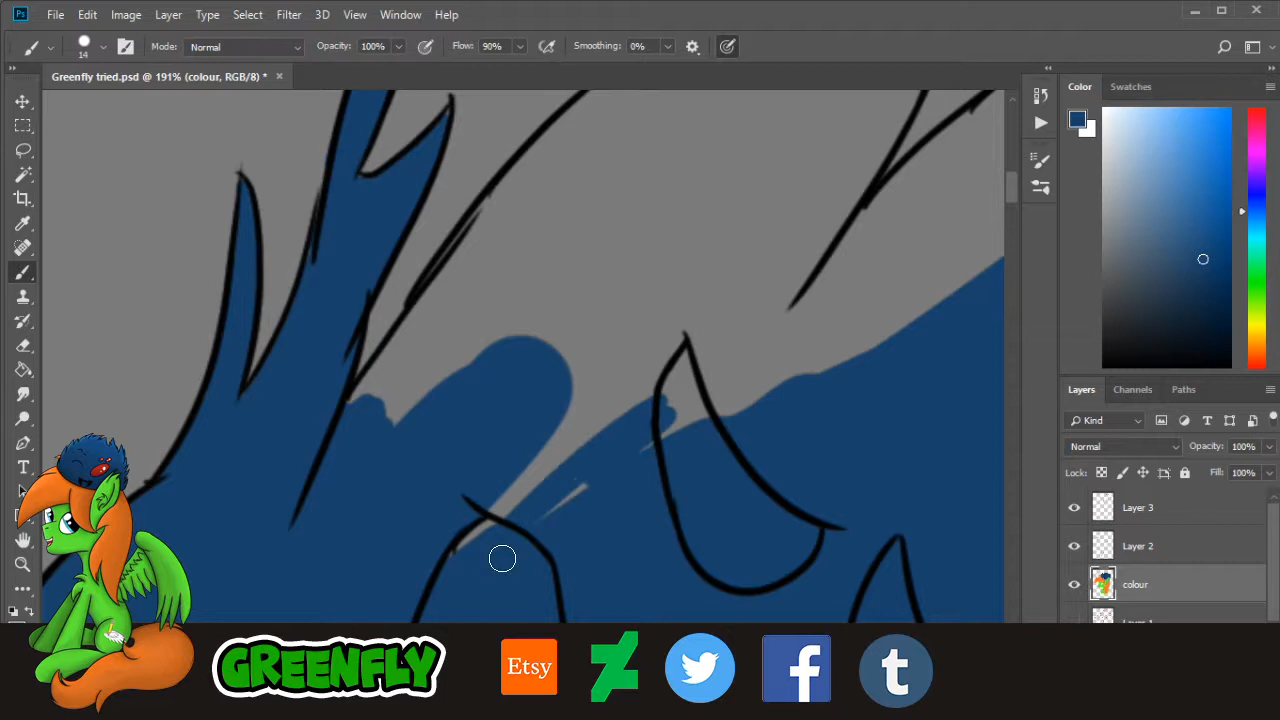 Ps File Edit Image Layer Type Select Filter 3D View Window Help
14 Mode: Normal Opacity: 100% Flow: 90% Smoothing: 0%
Greenfly tried.psd @ 191% (colour, RGB/8) *
Color Swatches
Layers Channels Paths
Kind
Normal Opacity: 100%
Lock: Fill: 100%
Layer 3
Layer 2
colour
GREENFLY Etsy